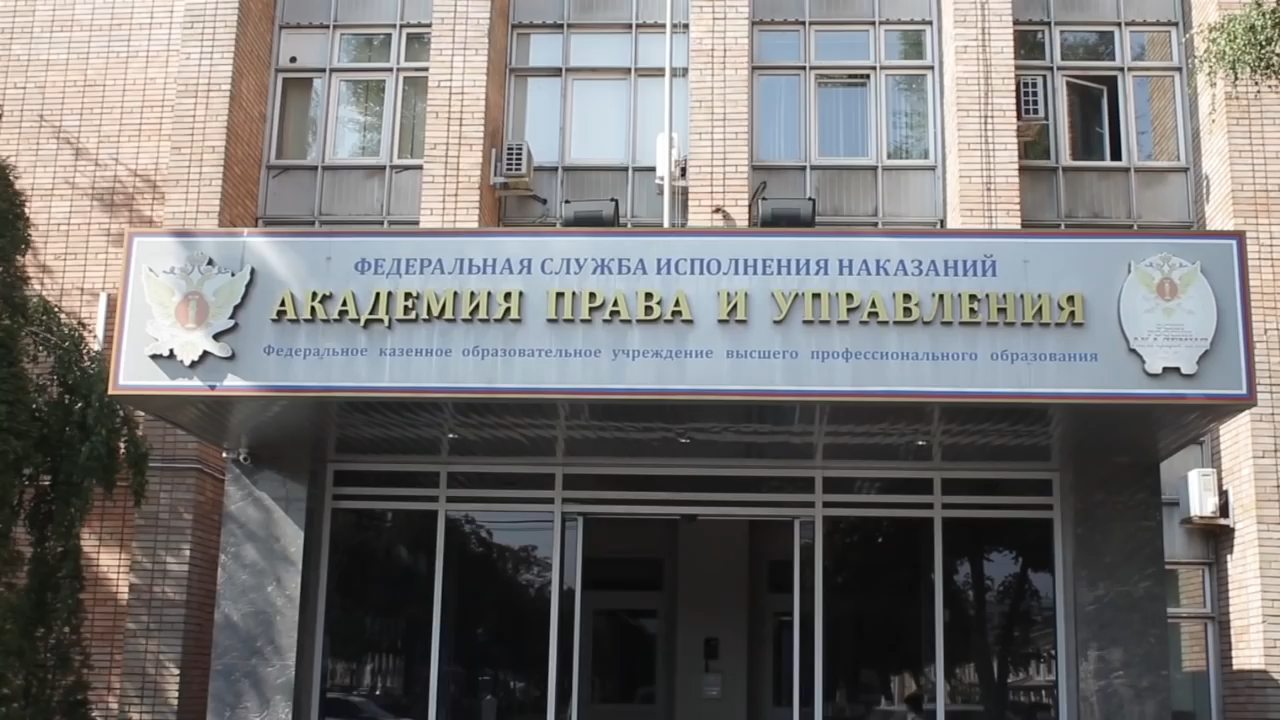 ФЕДЕРАЛЬНАЯ СЛУЖБА ИСПОЛНЕНИЯ НАКАЗАНИЙ
АКАДЕМИЯ ПРАВА И УПРАВЛЕНИЯ
Федеральное казенное образовательное учреждение высшего профессионального образования